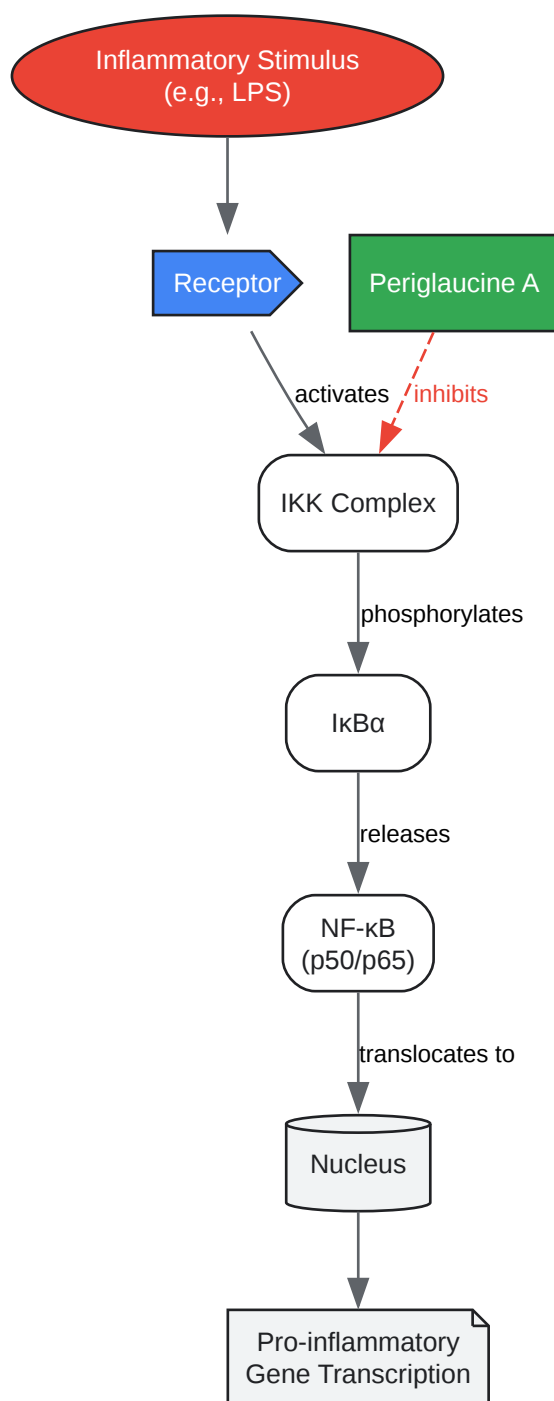 Inflammatory Stimulus
(e.g., LPS)
Receptor
Periglaucine A
activates
inhibits
IKK Complex
phosphorylates
IκBα
releases
NF-κB
(p50/p65)
translocates to
Nucleus
Pro-inflammatory
Gene Transcription